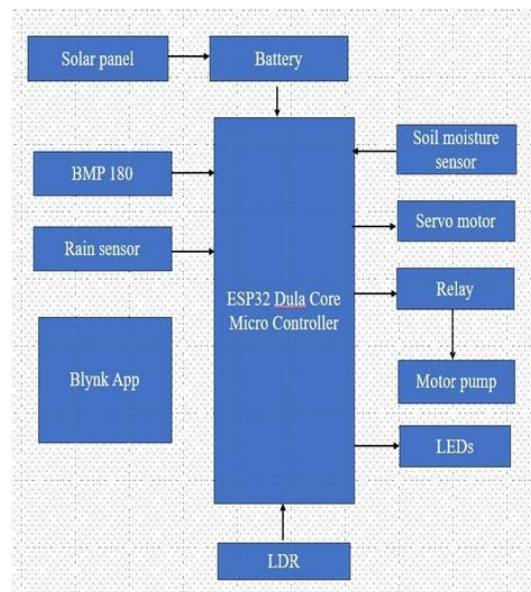 Solar panel
Battery
Soil moisture
sensor
BMP 180
Servo motor
Rain sensor
ESP32 Dula Core
Micro Controller
Relay
Blynk App
Motor pump
LEDs
LDR